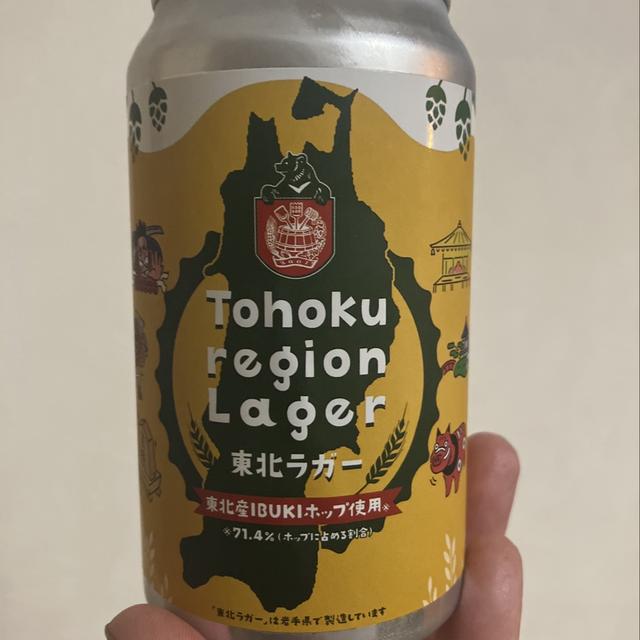 Tohoku
region
Lager
東北ラガー
東北産IBUKIホップ使用※
※71.4%(ホップに占める割合)
「東北ラガー」は岩手県で製造しています